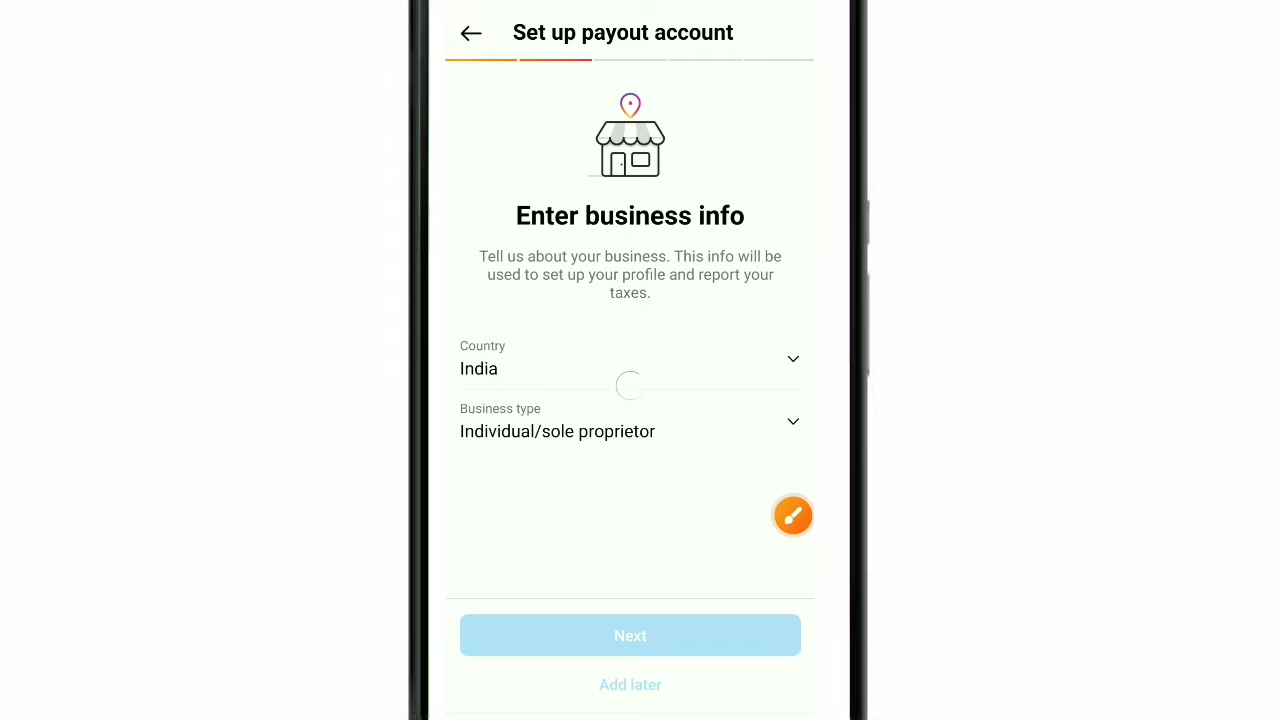 Set up payout account
Enter business info
Tell us about your business. This info will be
used to set up your profile and report your
taxes.
Country
India
Business type
Individual/sole proprietor
Next
Add later